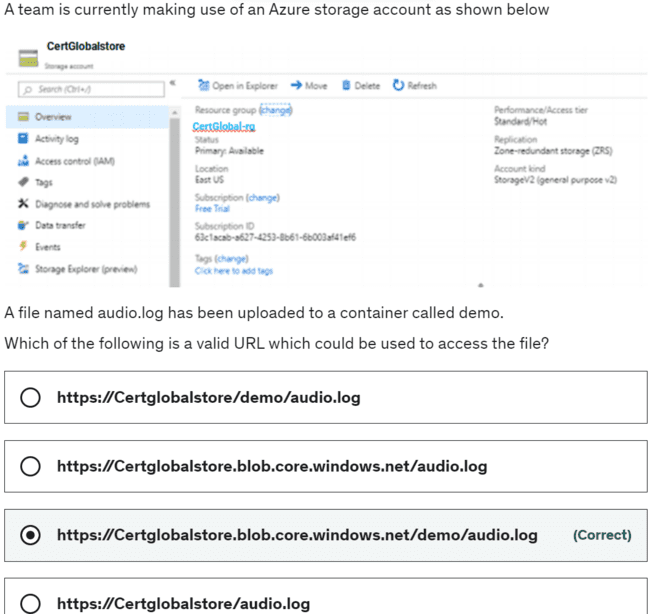 A team is currently making use of an Azure storage account as shown below
CertGlobalstore
Storage account
Search (Ctrl+/)
«
Open in Explorer
Move
Delete
Refresh
Overview
Activity log
Access control (IAM)
Tags
Diagnose and solve problems
Data transfer
Events
Storage Explorer (preview)
Resource group (change)
CertGlobal-rg
Status
Primary: Available
Location
East US
Subscription (change)
Free Trial
Subscription ID
63c1acab-a627-4253-8b61-6b003af41ef6
Tags (change)
Click here to add tags
Performance/Access tier
Standard/Hot
Replication
Zone-redundant storage (ZRS)
Account kind
StorageV2 (general purpose v2)
A file named audio.log has been uploaded to a container called demo.
Which of the following is a valid URL which could be used to access the file?
https://Certglobalstore/demo/audio.log
https://Certglobalstore.blob.core.windows.net/audio.log
https://Certglobalstore.blob.core.windows.net/demo/audio.log (Correct)
https://Certglobalstore/audio.log